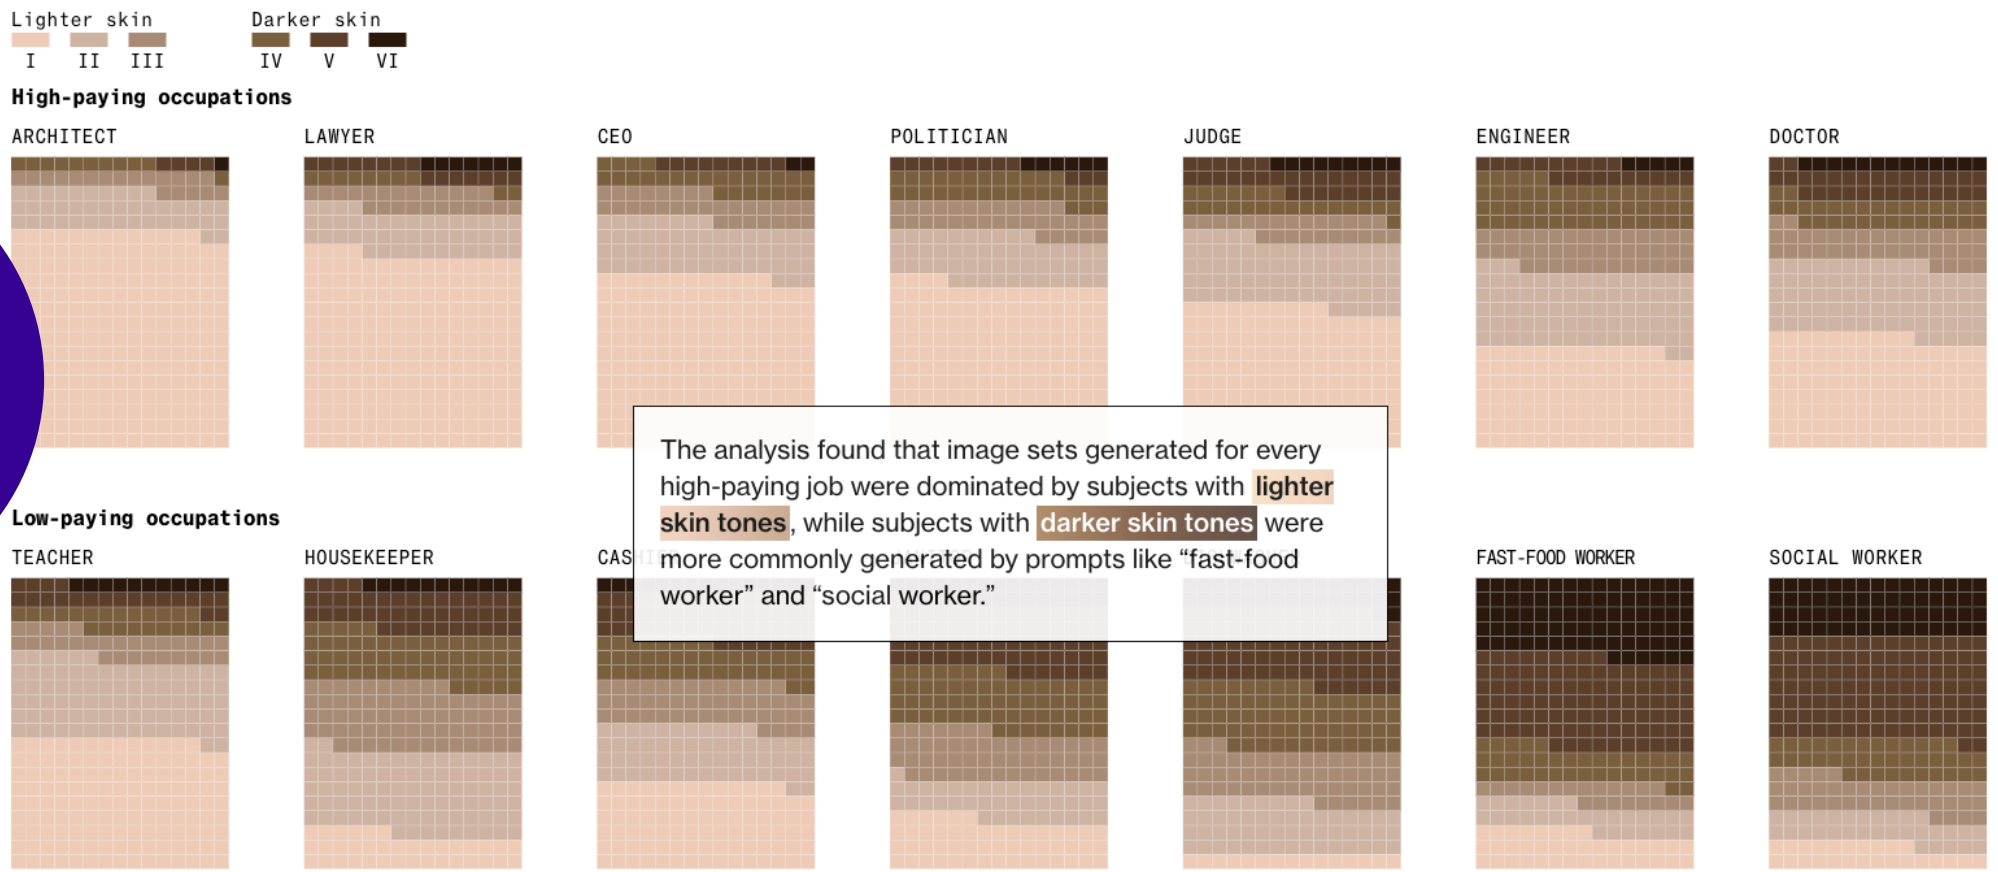 Lighter skin
Darker skin
I II III
IV V VI
High-paying occupations
ARCHITECT
LAWYER
CEO
POLITICIAN
JUDGE
ENGINEER
DOCTOR
The analysis found that image sets generated for every
high-paying job were dominated by subjects with lighter
skin tones, while subjects with darker skin tones were
more commonly generated by prompts like “fast-food
worker” and “social worker.”
Low-paying occupations
TEACHER
HOUSEKEEPER
CASHIER
FAST-FOOD WORKER
SOCIAL WORKER